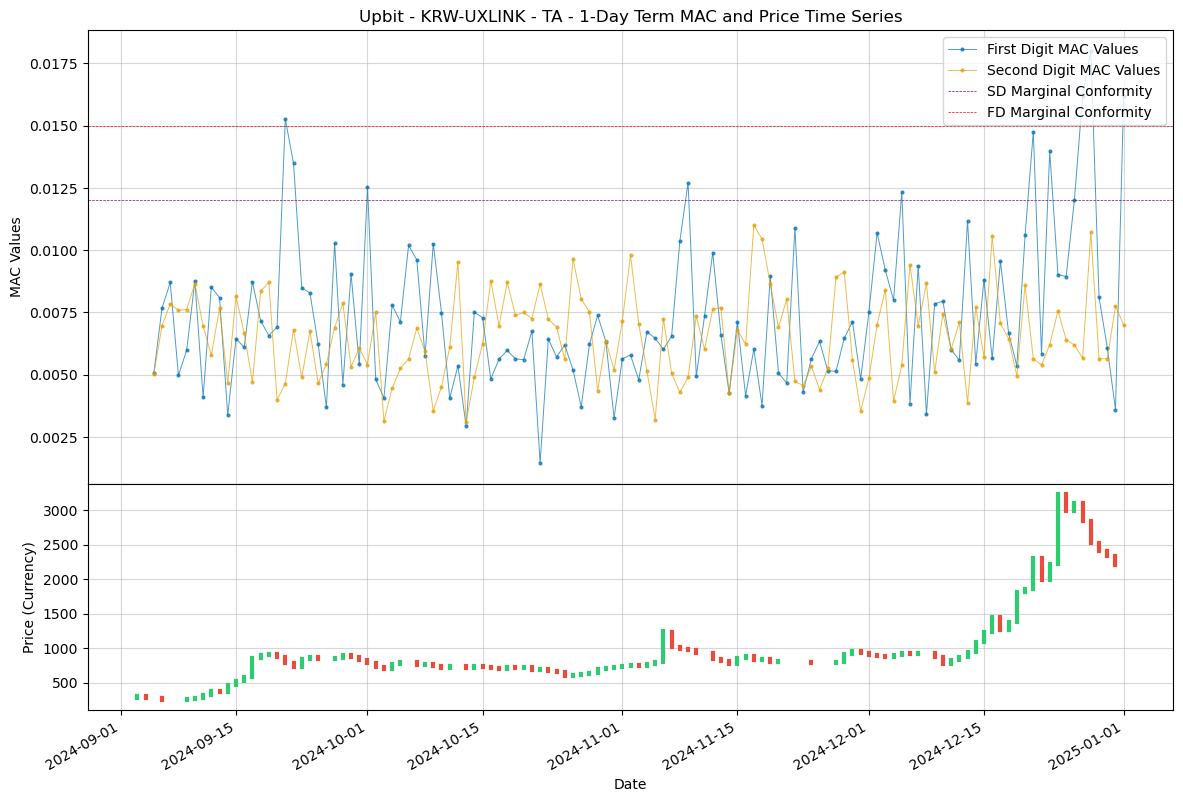 Upbit - KRW-UXLINK - TA - 1-Day Term MAC and Price Time Series
First Digit MAC Values
Second Digit MAC Values
SD Marginal Conformity
FD Marginal Conformity
MAC Values
0.0175
0.0150
0.0125
0.0100
0.0075
0.0050
0.0025
Price (Currency)
3000
2500
2000
1500
1000
500
2024-09-01
2024-09-15
2024-10-01
2024-10-15
2024-11-01
2024-11-15
2024-12-01
2024-12-15
2025-01-01
Date